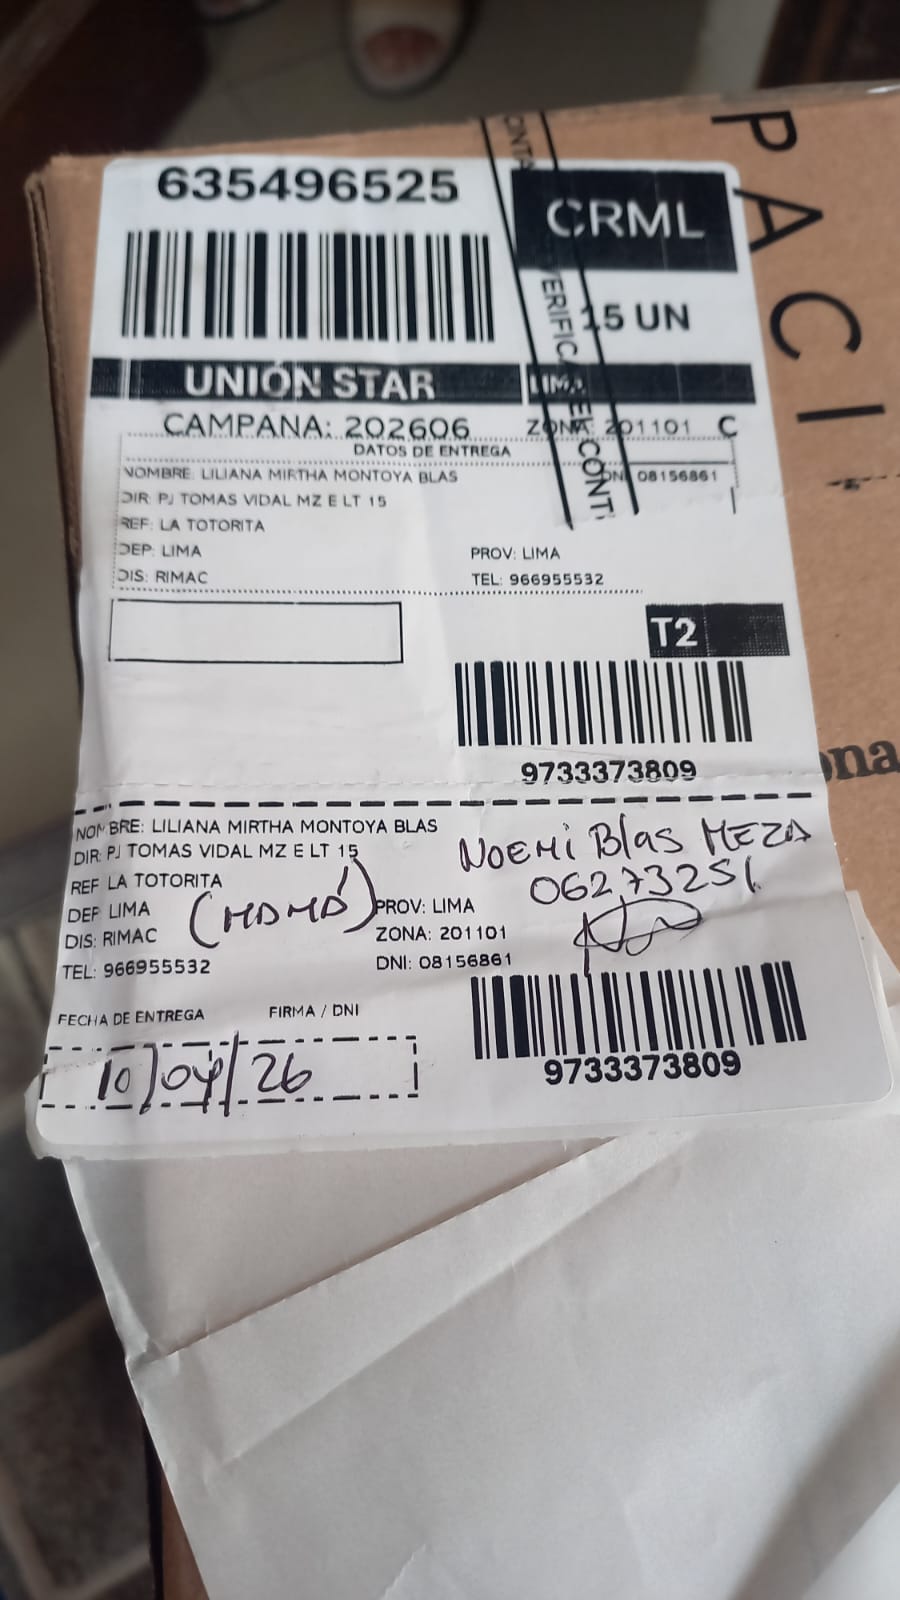 635496525
CRML
15 UN
UNIÓN STAR
LIMA
CAMPAÑA: 202606
ZONA: 201101 C
DATOS DE ENTREGA
NOMBRE: LILIANA MIRTHA MONTOYA BLAS
DNI 08156861
DIR: PJ TOMAS VIDAL MZ E LT 15
REF: LA TOTORITA
DEP: LIMA
PROV: LIMA
DIS: RIMAC
TEL: 966955532
T2
9733373809
NOMBRE: LILIANA MIRTHA MONTOYA BLAS
DIR: PJ TOMAS VIDAL MZ E LT 15
REF LA TOTORITA
DEP LIMA
PROV: LIMA
DIS: RIMAC
ZONA: 201101
TEL: 966955532
DNI: 08156861
(MAMÁ)
NOEMI Blas MEZA
06273251
FECHA DE ENTREGA
FIRMA / DNI
10/04/26
9733373809
PACI